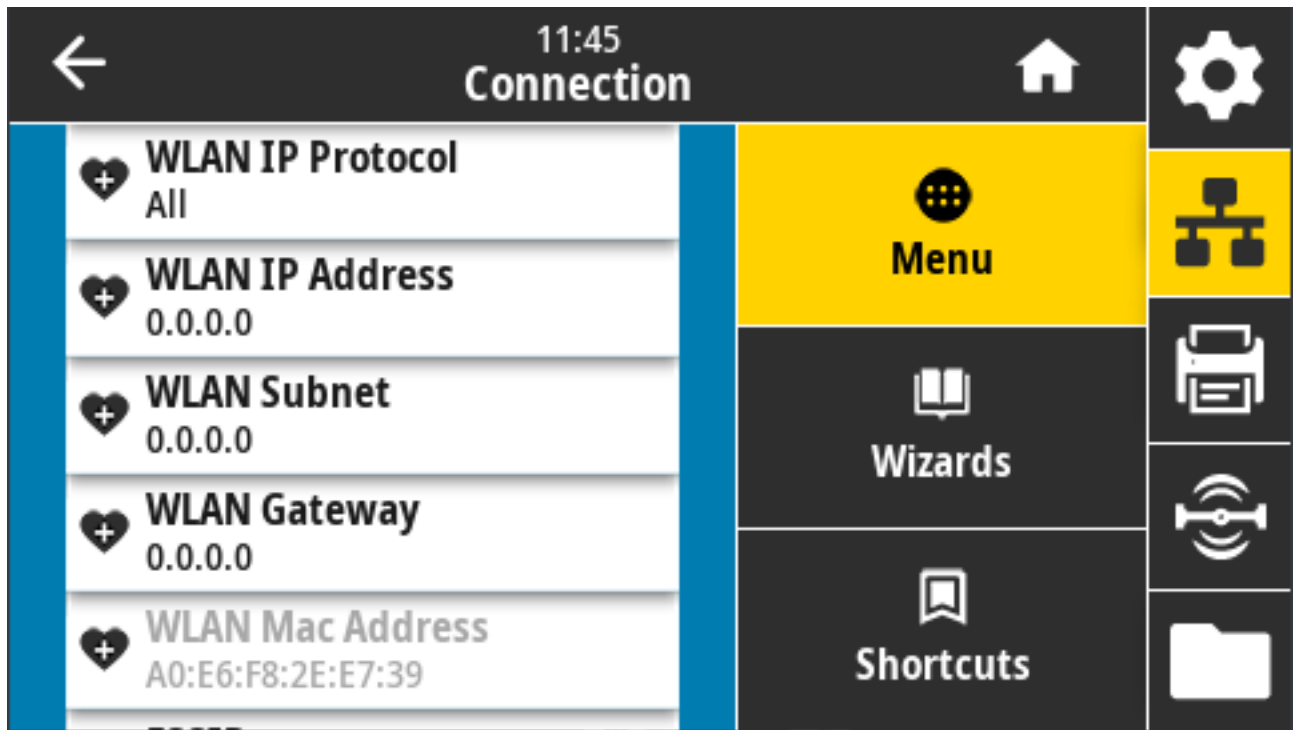 11:45
Connection
WLAN IP Protocol
All
WLAN IP Address
0.0.0.0
WLAN Subnet
0.0.0.0
WLAN Gateway
0.0.0.0
WLAN Mac Address
A0:E6:F8:2E:E7:39
Menu
Wizards
Shortcuts